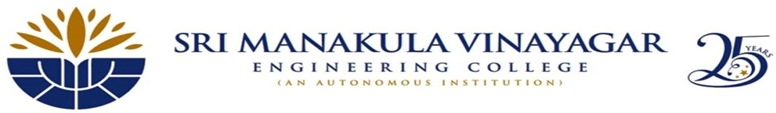 SRI MANAKULA VINAYAGAR
ENGINEERING COLLEGE
(AN AUTONOMOUS INSTITUTION)
25 YEARS